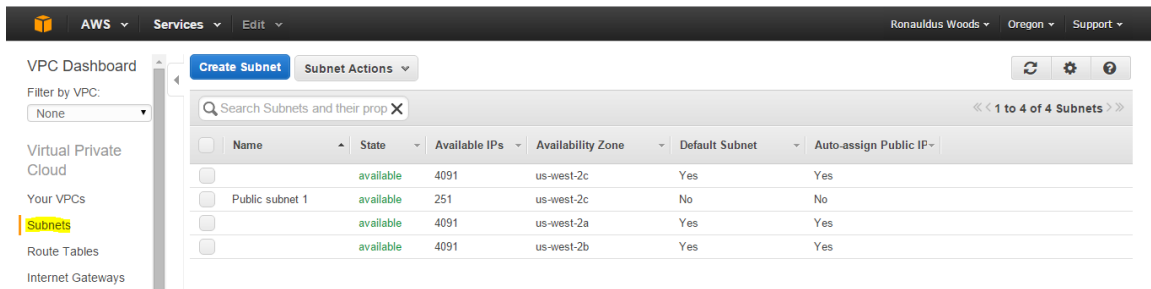 AWS Services Edit Ronauldus Woods Oregon Support
VPC Dashboard
Filter by VPC:
None
Virtual Private
Cloud
Your VPCs
Subnets
Route Tables
Internet Gateways
Create Subnet Subnet Actions
Search Subnets and their prop 1 to 4 of 4 Subnets
Name State Available IPs Availability Zone Default Subnet Auto-assign Public IP
available 4091 us-west-2c Yes Yes
Public subnet 1 available 251 us-west-2c No No
available 4091 us-west-2a Yes Yes
available 4091 us-west-2b Yes Yes